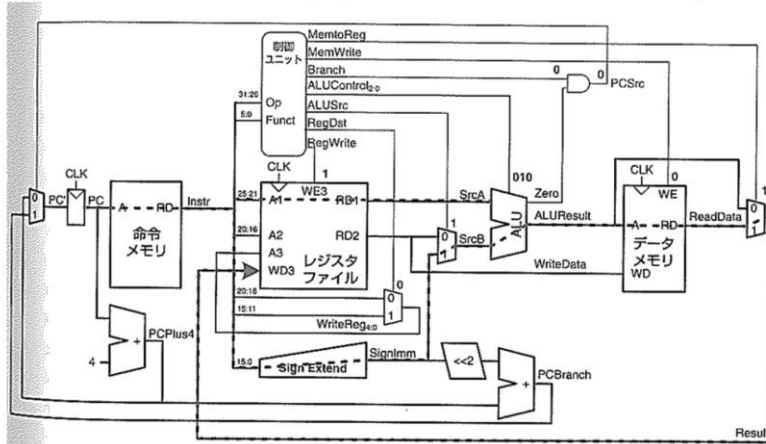 MemtoReg
制御
ユニット
MemWrite
Branch
0
0
PCSrc
ALUControl2:0
31:26
Op
ALUSrc
5:0
Funct
RegDst
RegWrite
1
0
1
1
CLK
010
CLK
CLK
25:21
WE3
SrcA
Zero
WE
0
1
PC'
PC
A
RD
Instr
A1
RD1
ALU
ALUResult
A
RD
ReadData
0
1
命令
メモリ
20:16
A2
RD2
0
1
SrcB
データ
メモリ
A3
レジスタ
ファイル
WD3
WriteData
WD
20:16
0
15:11
0
1
WriteReg4:0
PCPlus4
+
4
15:0
Sign Extend
SignImm
<<2
PCBranch
+
Resul